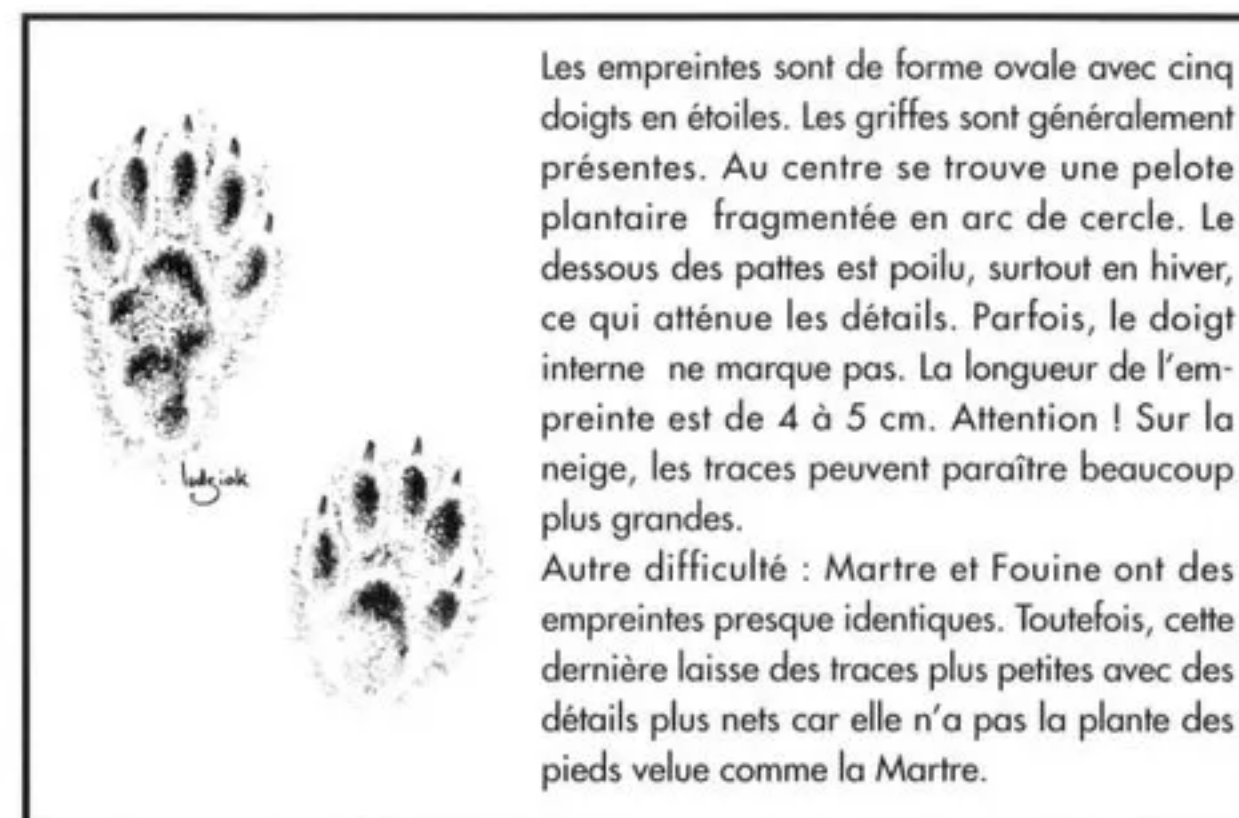 Les empreintes sont de forme ovale avec cinq
doigts en étoiles. Les griffes sont généralement
présentes. Au centre se trouve une pelote
plantaire fragmentée en arc de cercle. Le
dessous des pattes est poilu, surtout en hiver,
ce qui atténue les détails. Parfois, le doigt
interne ne marque pas. La longueur de l'em-
preinte est de 4 à 5 cm. Attention ! Sur la
neige, les traces peuvent paraître beaucoup
plus grandes.
Autre difficulté : Martre et Fouine ont des
empreintes presque identiques. Toutefois, cette
dernière laisse des traces plus petites avec des
détails plus nets car elle n'a pas la plante des
pieds velue comme la Martre.